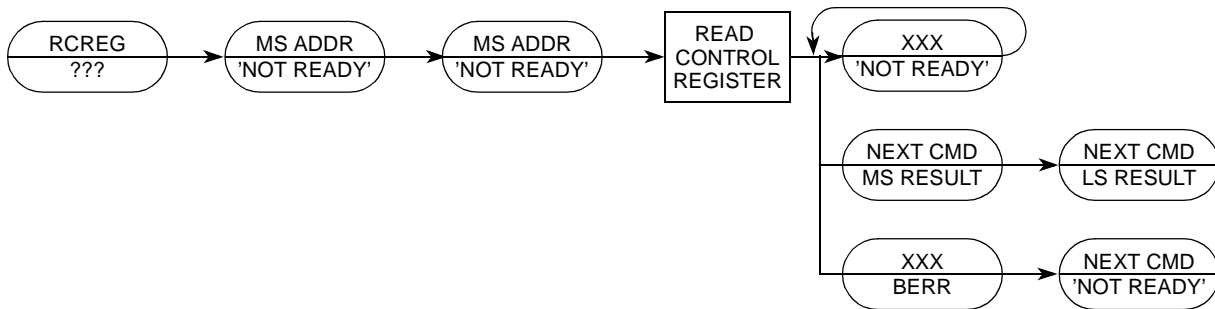 RCREG
???
MS ADDR
'NOT READY'
MS ADDR
'NOT READY'
READ
CONTROL
REGISTER
XXX
'NOT READY'
NEXT CMD
MS RESULT
NEXT CMD
LS RESULT
XXX
BERR
NEXT CMD
'NOT READY'